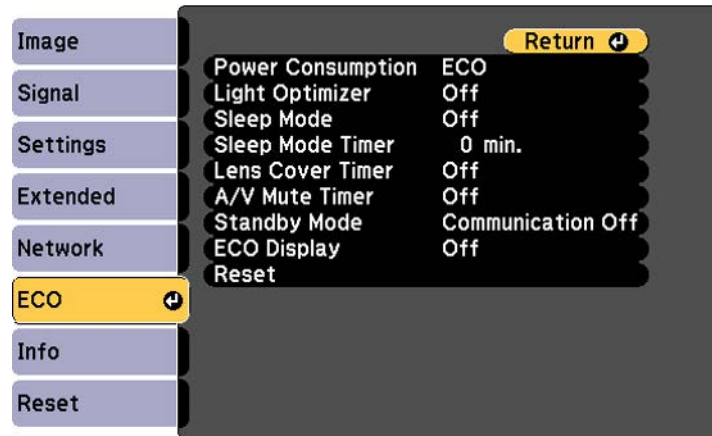 Image
Signal
Settings
Extended
Network
ECO
Info
Reset
Return
Power Consumption ECO
Light Optimizer Off
Sleep Mode Off
Sleep Mode Timer 0 min.
Lens Cover Timer Off
A/V Mute Timer Off
Standby Mode Communication Off
ECO Display Off
Reset